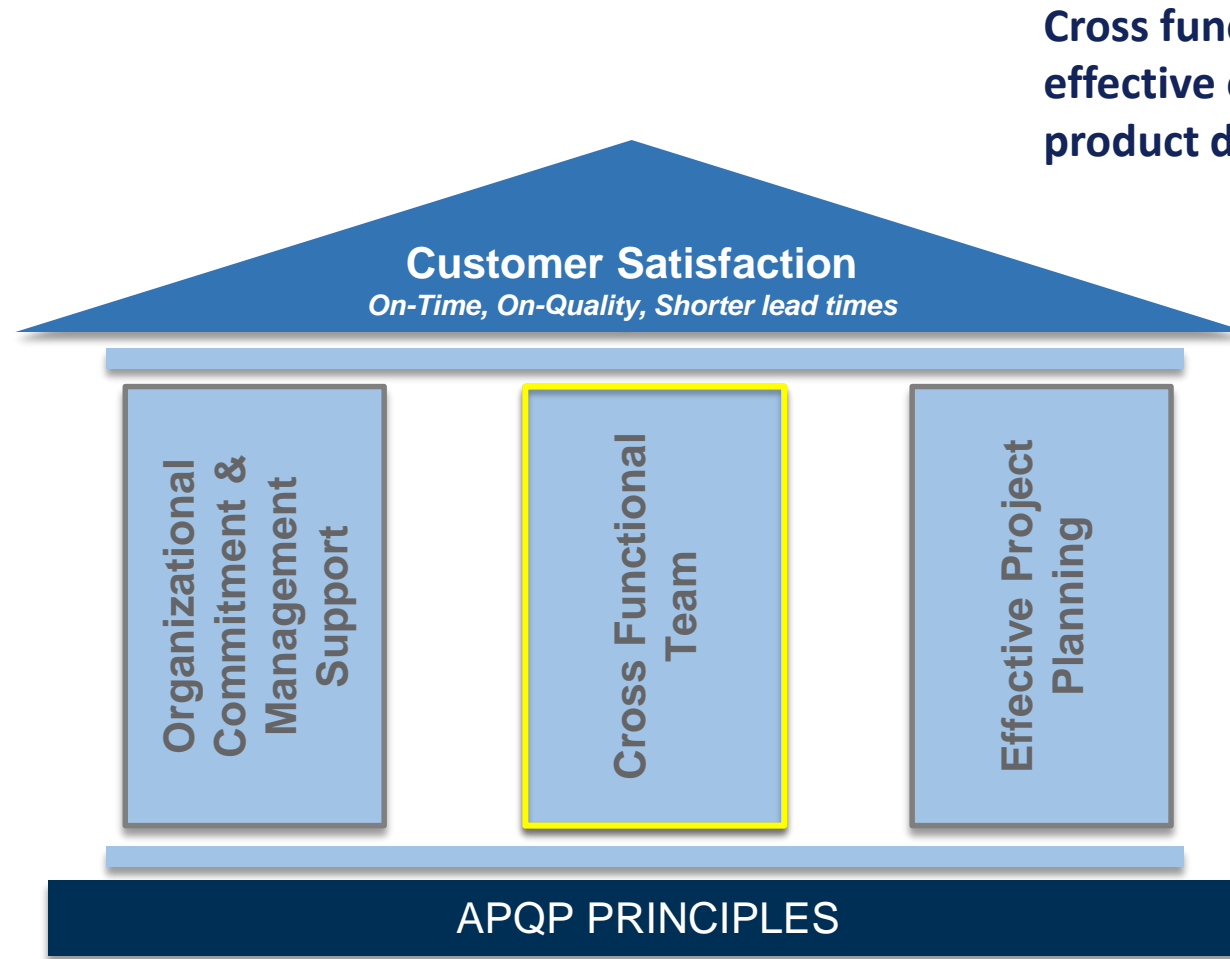 Cross
effective
product
Customer Satisfaction
On-Time, On-Quality, Shorter lead times
Organizational
Commitment &
Management
Support
Cross Functional
Team
Effective Project
Planning
APQP PRINCIPLES